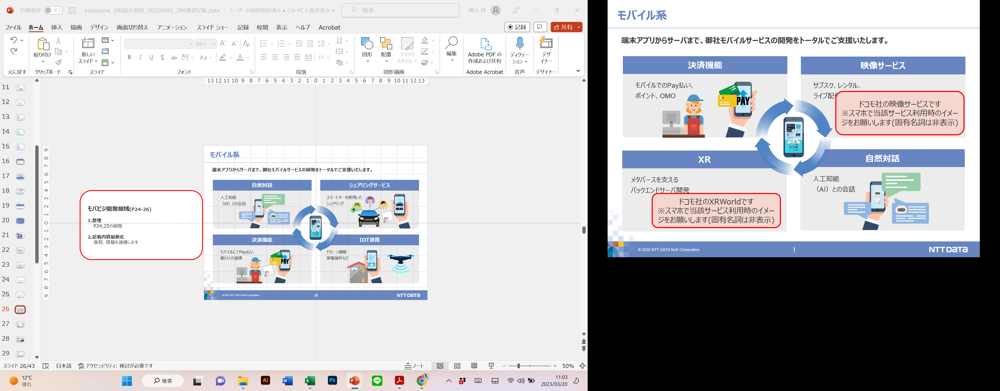 自動保存 オフ
yokoyama_2BS紹介資料_20220901_2BS要望記載.pptx - ユーザーが前回保存済み • この PC に保存済み
検索
横山 梓
ファイル ホーム 挿入 描画 デザイン 画面切り替え アニメーション スライド ショー 記録 校閲 表示 ヘルプ Acrobat
記録
共有
貼り付け
新しい
スライド
16+
B I U S ab AV Aa A
図形
配置
クイック
スタイル
編集
Adobe PDF の
作成および共有
ディクテー
ション
デザ
イナー
元に戻す クリップボード スライド フォント 段落 図形描画 Adobe Acrobat 音声 デザイナー
13 12 11 10 9 8 7 6 5 4 3 2 1 0 1 2 3 4 5 6 7 8 9 10 11 12 13
9 8 7 6 5 4 3 2 1 0 1 2 3 4 5 6 7 8 9
11
12
13
14
15
16
17
18
19
20
21
22
23
24
25
26
27
28
29
モバビジ開発領域(P24-26)
1.整理
P24,25の削除
2.記載内容最新化
後程、情報を連携します
モバイル系
端末アプリからサーバまで、御社モバイルサービスの開発をトータルでご支援いたします。
自然対話
人工知能
（AI）との会話
シェアリングサービス
スマートキーを使用した
シェアリング
UNLOCK
決済機能
モバイルにてPay払い
銀行との連携
PAY
IOT連携
ドローン操縦
家電操作など
© 2022 NTT DATA NJK Corporation
26
NTT DATA
スライド 26/43
日本語
アクセシビリティ: 検討が必要です
ノート
50%
12°C
晴れ
検索
4
11:03
2023/03/20
モバイル系
端末アプリからサーバまで、御社モバイルサービスの開発をトータルでご支援いたします。
決済機能
モバイルでのPay払い、
ポイント、OMO
PAY
映像サービス
サブスク、レンタル、
ライブ配
ドコモ社の映像サービスです
※スマホで当該サービス利用時のイメー
ジをお願いします(固有名詞は非表示)
XR
メタバースを支える
バックエンドサーバ開発
ドコモ社のXRWorldです
※スマホで当該サービス利用時のイメー
ジをお願いします(固有名詞は非表示)
自然対話
人工知能
（AI）との会話
© 2022 NTT DATA NJK Corporation
1
NTT DATA